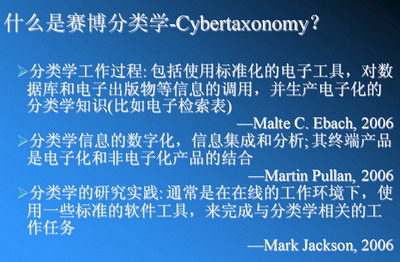 什么是赛博分类学-Cybertaxonomy?
分类学工作过程: 包括使用标准化的电子工具，对数
据库和电子出版物等信息的调用，并生产电子化的
分类学知识(比如电子检索表)
—Malte C. Ebach, 2006
分类学信息的数字化，信息集成和分析; 其终端产品
是电子化和非电子化产品的结合
—Martin Pullan, 2006
分类学的研究实践: 通常是在在线的工作环境下，使
用一些标准的软件工具，来完成与分类学相关的工
作任务
—Mark Jackson, 2006